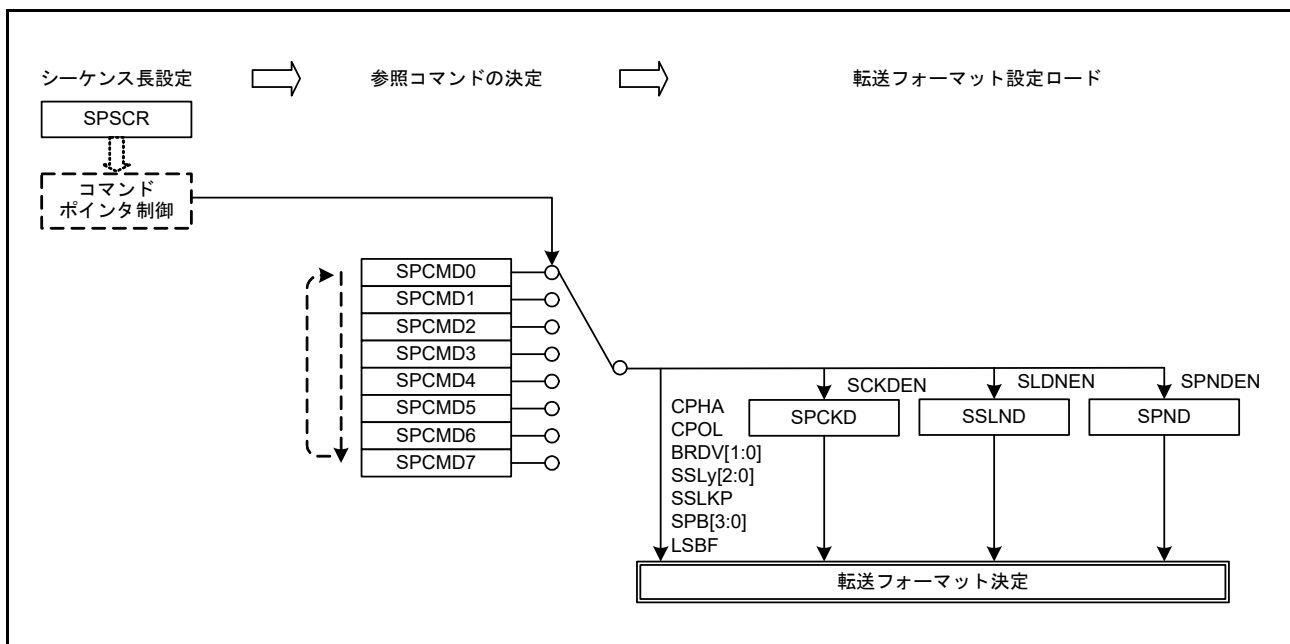 シーケンス長設定
参照コマンドの決定
転送フォーマット設定ロード
SPSCR
コマンド
ポインタ制御
SPCMD0
SPCMD1
SPCMD2
SPCMD3
SPCMD4
SPCMD5
SPCMD6
SPCMD7
CPHA
CPOL
BRDV[1:0]
SSLy[2:0]
SSLKP
SPB[3:0]
LSBF
SCKDEN
SPCKD
SLDNEN
SSLND
SPNDEN
SPND
転送フォーマット決定